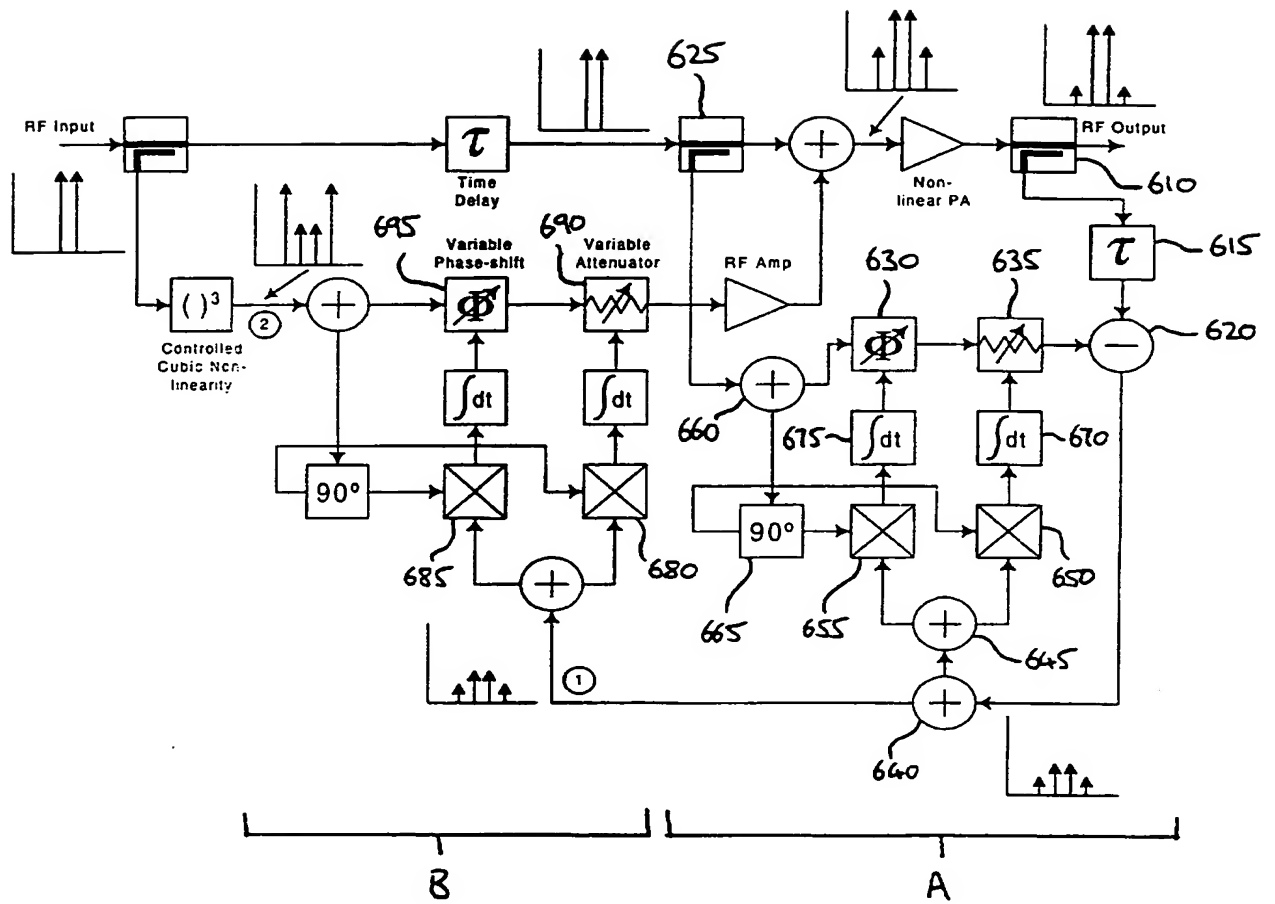 625
RF Input
RF Output
τ
Time
Delay
+
Non-
linear PA
610
695
Variable
Phase-shift
690
Variable
Attenuator
τ
615
( )³
②
+
Φ
RF Amp
630
635
Φ
−
620
Controlled
Cubic Non-
linearity
∫dt
∫dt
+
660
675
∫dt
∫dt
670
90°
90°
685
680
+
665
655
650
+
645
①
+
640
B
A